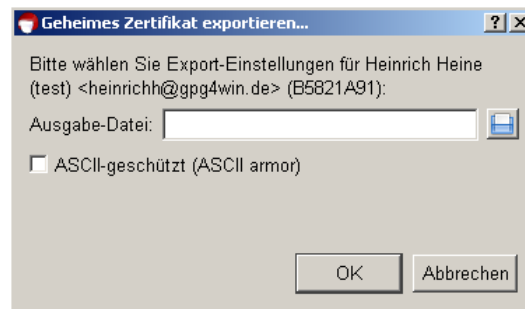 Geheimes Zertifikat exportieren...
Bitte wählen Sie Export-Einstellungen für Heinrich Heine
(test) <heinrichh@gpg4win.de> (B5821A91):
Ausgabe-Datei:
ASCII-geschützt (ASCII armor)
OK Abbrechen